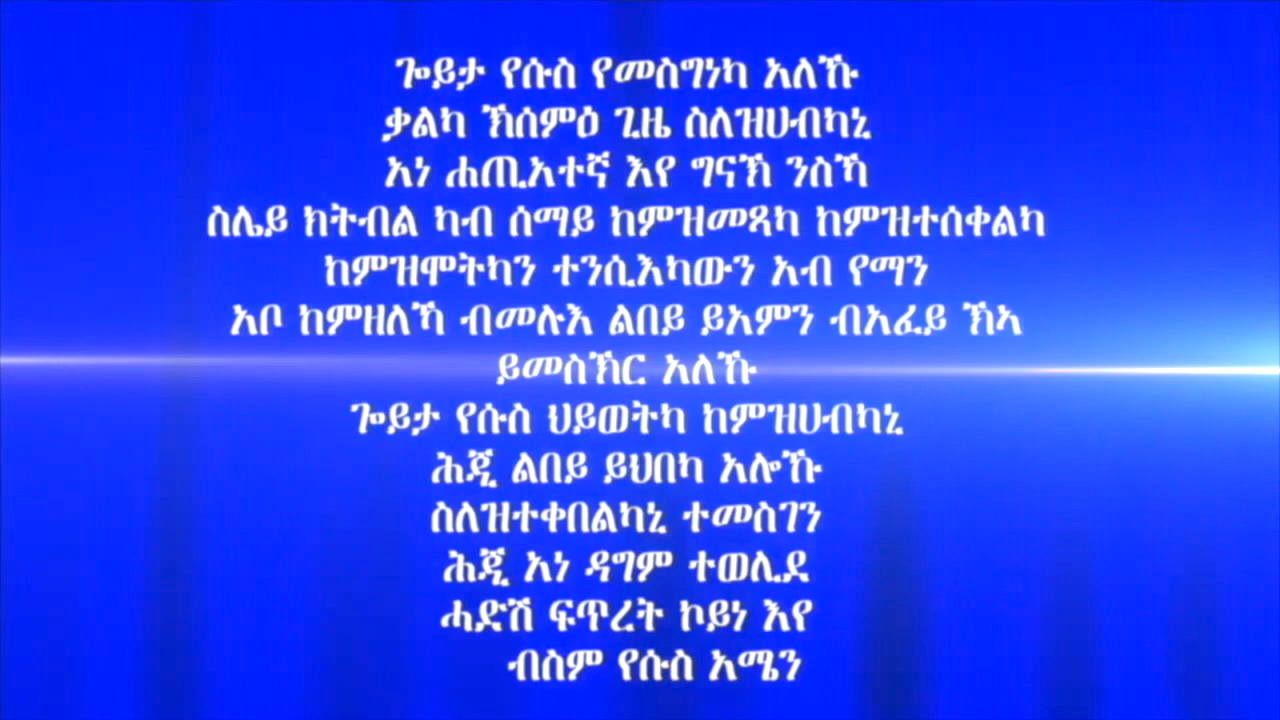 ጐይታ የሱስ የመስግነካ አለኹ
ቃልካ ኽሰምዕ ጊዜ ስለዝሀብካኒ
አነ ሐጢአተኛ እየ ግናኽ ንስኻ
ስሌይ ክትብል ካብ ሰማይ ከምዝመጻካ ከምዝተሰቀልካ
ከምዝሞትካን ተንሲእካውን አብ የማን
አቦ ከምዘለኻ ብመሉእ ልበይ ይአምን ብአፈይ ኽኣ
ይመስኽር አለኹ
ጐይታ የሱስ ህይወትካ ከምዝሀብካኒ
ሕጂ ልበይ ይህበካ አሎኹ
ስለዝተቀበልካኒ ተመስገን
ሕጂ አነ ዳግም ተወሊደ
ሓድሽ ፍጥረት ኮይነ እየ
ብስም የሱስ አሜን